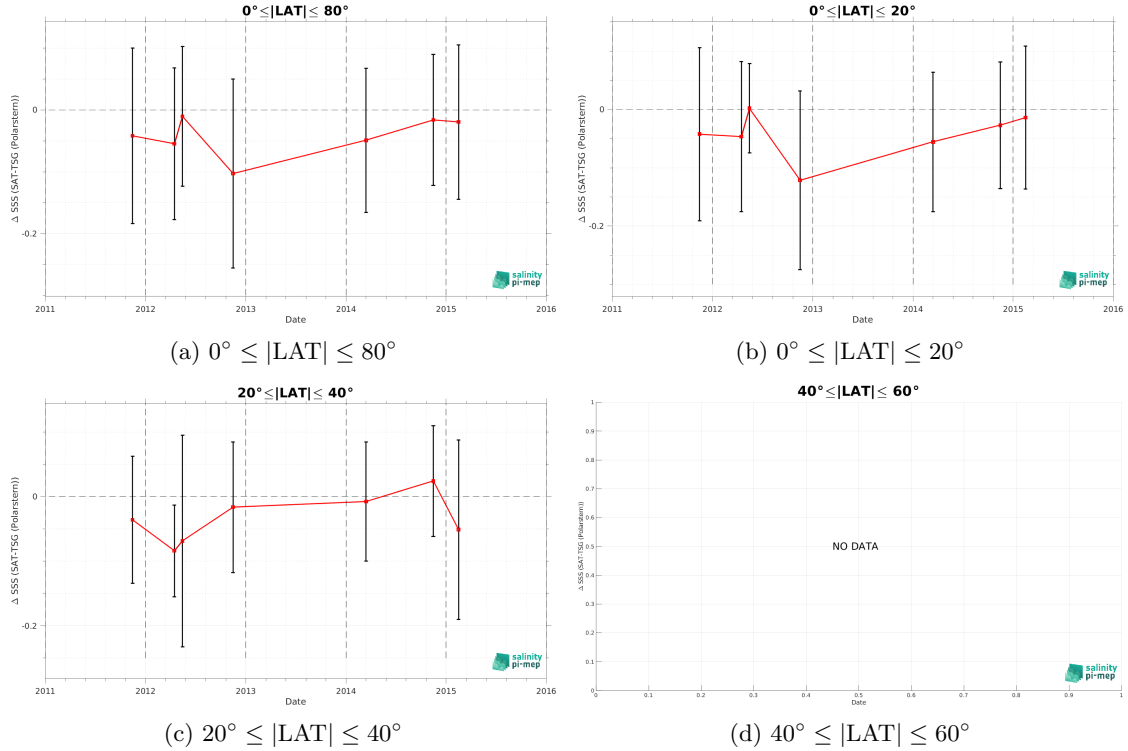 0°≤|LAT|≤ 80°
0
-0.2
Δ SSS (SAT-TSG (Polarstern))
2011 2012 2013 2014 2015 2016
Date
salinity
pi-mep
(a) 0° ≤ |LAT| ≤ 80°
0°≤|LAT|≤ 20°
0
-0.2
Δ SSS (SAT-TSG (Polarstern))
2011 2012 2013 2014 2015 2016
Date
salinity
pi-mep
(b) 0° ≤ |LAT| ≤ 20°
20°≤|LAT|≤ 40°
0
-0.2
Δ SSS (SAT-TSG (Polarstern))
2011 2012 2013 2014 2015 2016
Date
salinity
pi-mep
(c) 20° ≤ |LAT| ≤ 40°
40°≤|LAT|≤ 60°
1
0.9
0.8
0.7
0.6
0.5
0.4
0.3
0.2
0.1
0
Δ SSS (SAT-TSG (Polarstern))
NO DATA
0 0.1 0.2 0.3 0.4 0.5 0.6 0.7 0.8 0.9 1
Date
salinity
pi-mep
(d) 40° ≤ |LAT| ≤ 60°